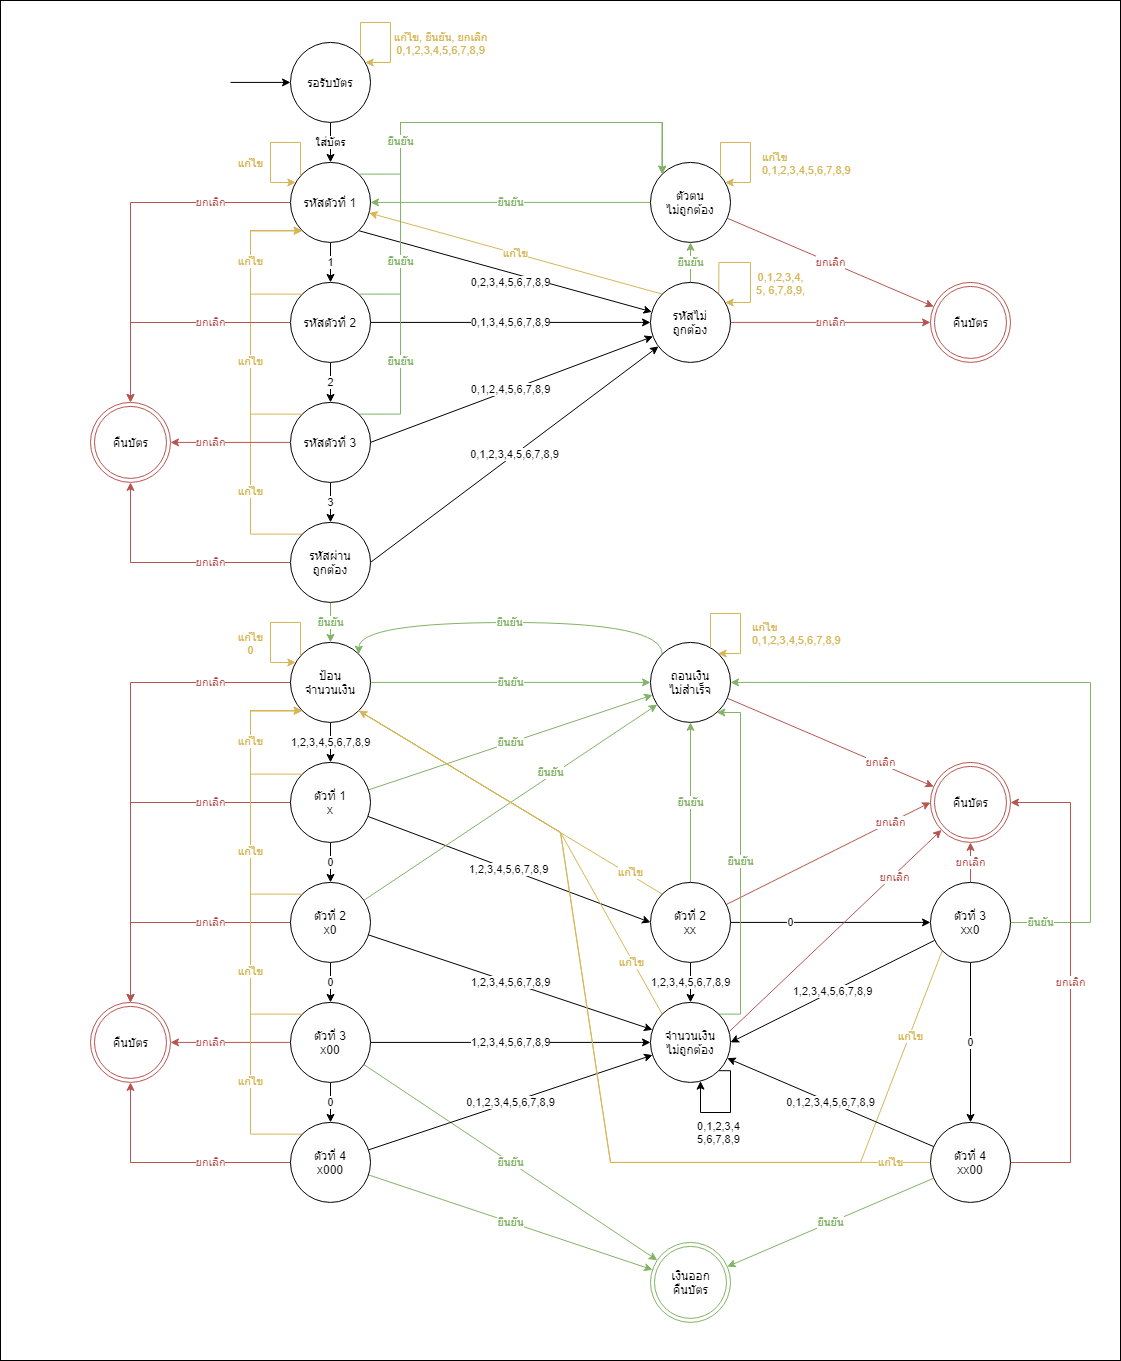 แก้ไข, ยืนยัน, ยกเลิก
0,1,2,3,4,5,6,7,8,9
รอรับบัตร
ใส่บัตร
ยืนยัน
แก้ไข
แก้ไข
0,1,2,3,4,5,6,7,8,9
ยกเลิก
รหัสตัวที่ 1
ยืนยัน
ตัวตน
ไม่ถูกต้อง
แก้ไข
1
ยืนยัน
แก้ไข
ยืนยัน
ยกเลิก
0,2,3,4,5,6,7,8,9
0,1,2,3,4,
5, 6,7,8,9,
ยกเลิก
รหัสตัวที่ 2
0,1,3,4,5,6,7,8,9
รหัสไม่
ถูกต้อง
ยกเลิก
คืนบัตร
แก้ไข
ยืนยัน
2
0,1,2,4,5,6,7,8,9
คืนบัตร
ยกเลิก
รหัสตัวที่ 3
0,1,2,3,4,5,6,7,8,9
แก้ไข
3
ยกเลิก
รหัสผ่าน
ถูกต้อง
ยืนยัน
ยืนยัน
แก้ไข
0
แก้ไข
0,1,2,3,4,5,6,7,8,9
ยกเลิก
ป้อน
จำนวนเงิน
ยืนยัน
ถอนเงิน
ไม่สำเร็จ
แก้ไข
1,2,3,4,5,6,7,8,9
ยืนยัน
ยกเลิก
ยืนยัน
ยกเลิก
ตัวที่ 1
x
ยืนยัน
คืนบัตร
ยกเลิก
แก้ไข
0
1,2,3,4,5,6,7,8,9
แก้ไข
ยืนยัน
ยกเลิก
ยกเลิก
ยกเลิก
ตัวที่ 2
x0
ตัวที่ 2
xx
0
ตัวที่ 3
xx0
ยืนยัน
แก้ไข
0
1,2,3,4,5,6,7,8,9
แก้ไข
1,2,3,4,5,6,7,8,9
1,2,3,4,5,6,7,8,9
ยกเลิก
คืนบัตร
ยกเลิก
ตัวที่ 3
x00
1,2,3,4,5,6,7,8,9
จำนวนเงิน
ไม่ถูกต้อง
แก้ไข
0
แก้ไข
0
0,1,2,3,4,5,6,7,8,9
0,1,2,3,4
5,6,7,8,9
0,1,2,3,4,5,6,7,8,9
ยกเลิก
ตัวที่ 4
x000
ยืนยัน
แก้ไข
ตัวที่ 4
xx00
ยืนยัน
ยืนยัน
เงินออก
คืนบัตร